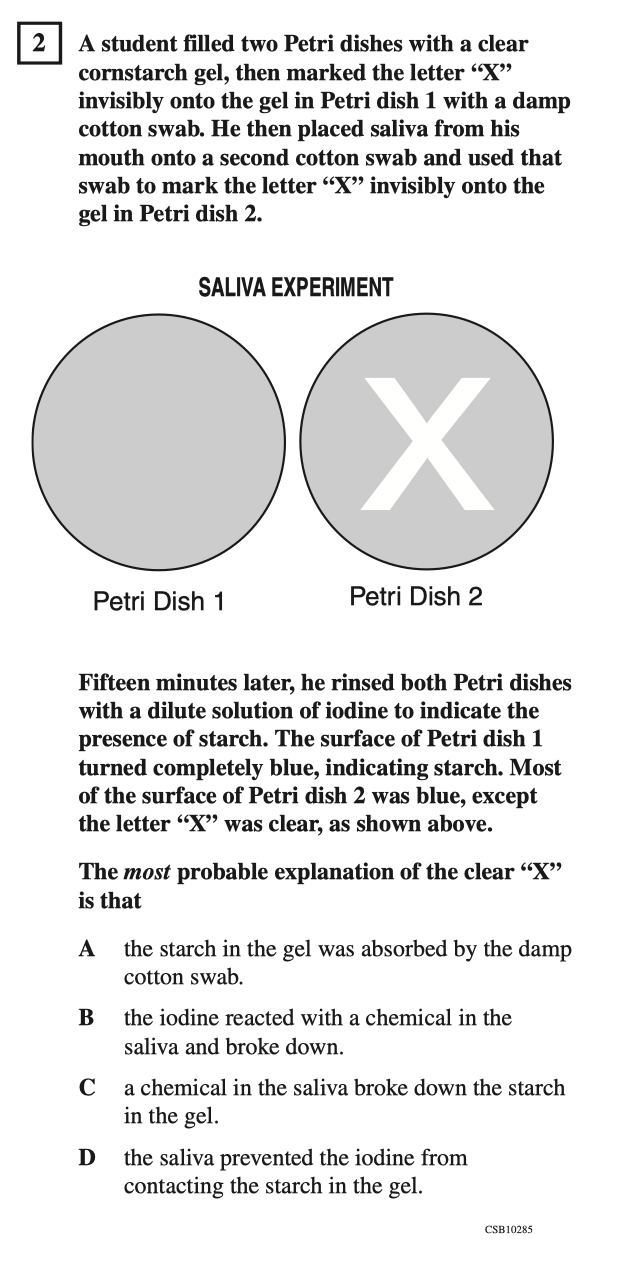 2 A student filled two Petri dishes with a clear
cornstarch gel, then marked the letter “X”
invisibly onto the gel in Petri dish 1 with a damp
cotton swab. He then placed saliva from his
mouth onto a second cotton swab and used that
swab to mark the letter “X” invisibly onto the
gel in Petri dish 2.
SALIVA EXPERIMENT
X
Petri Dish 1
Petri Dish 2
Fifteen minutes later, he rinsed both Petri dishes
with a dilute solution of iodine to indicate the
presence of starch. The surface of Petri dish 1
turned completely blue, indicating starch. Most
of the surface of Petri dish 2 was blue, except
the letter “X” was clear, as shown above.
The most probable explanation of the clear “X”
is that
A the starch in the gel was absorbed by the damp
cotton swab.
B the iodine reacted with a chemical in the
saliva and broke down.
C a chemical in the saliva broke down the starch
in the gel.
D the saliva prevented the iodine from
contacting the starch in the gel.
CSB10285